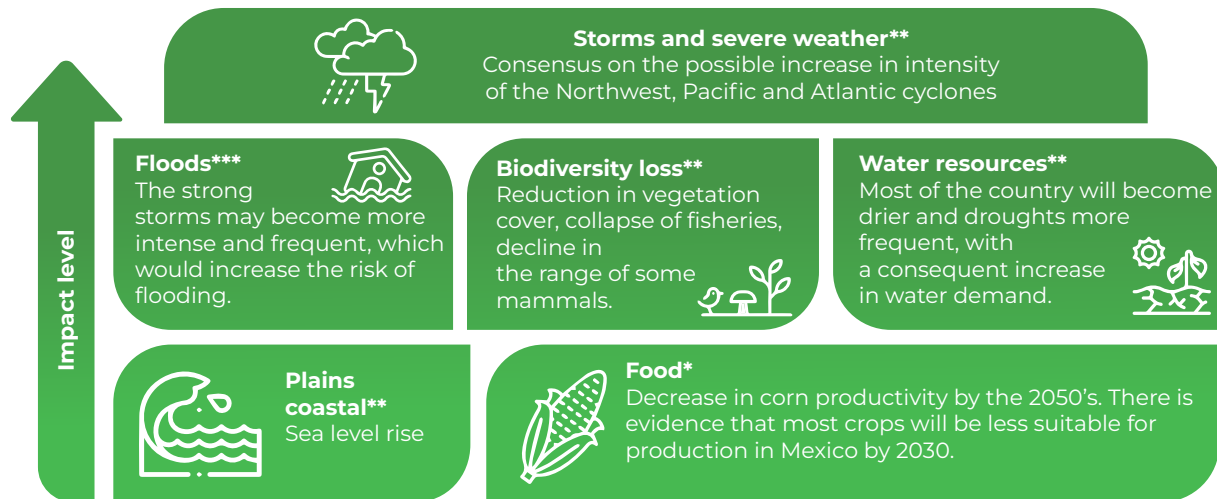 Storms and severe weather**
Consensus on the possible increase in intensity
of the Northwest, Pacific and Atlantic cyclones
Impact level
Floods***
The strong
storms may become more
intense and frequent, which
would increase the risk of
flooding.
Biodiversity loss**
Reduction in vegetation
cover, collapse of fisheries,
decline in
the range of some
mammals.
Water resources**
Most of the country will become
drier and droughts more
frequent, with
a consequent increase
in water demand.
Plains
coastal**
Sea level rise
Food*
Decrease in corn productivity by the 2050’s. There is
evidence that most crops will be less suitable for
production in Mexico by 2030.